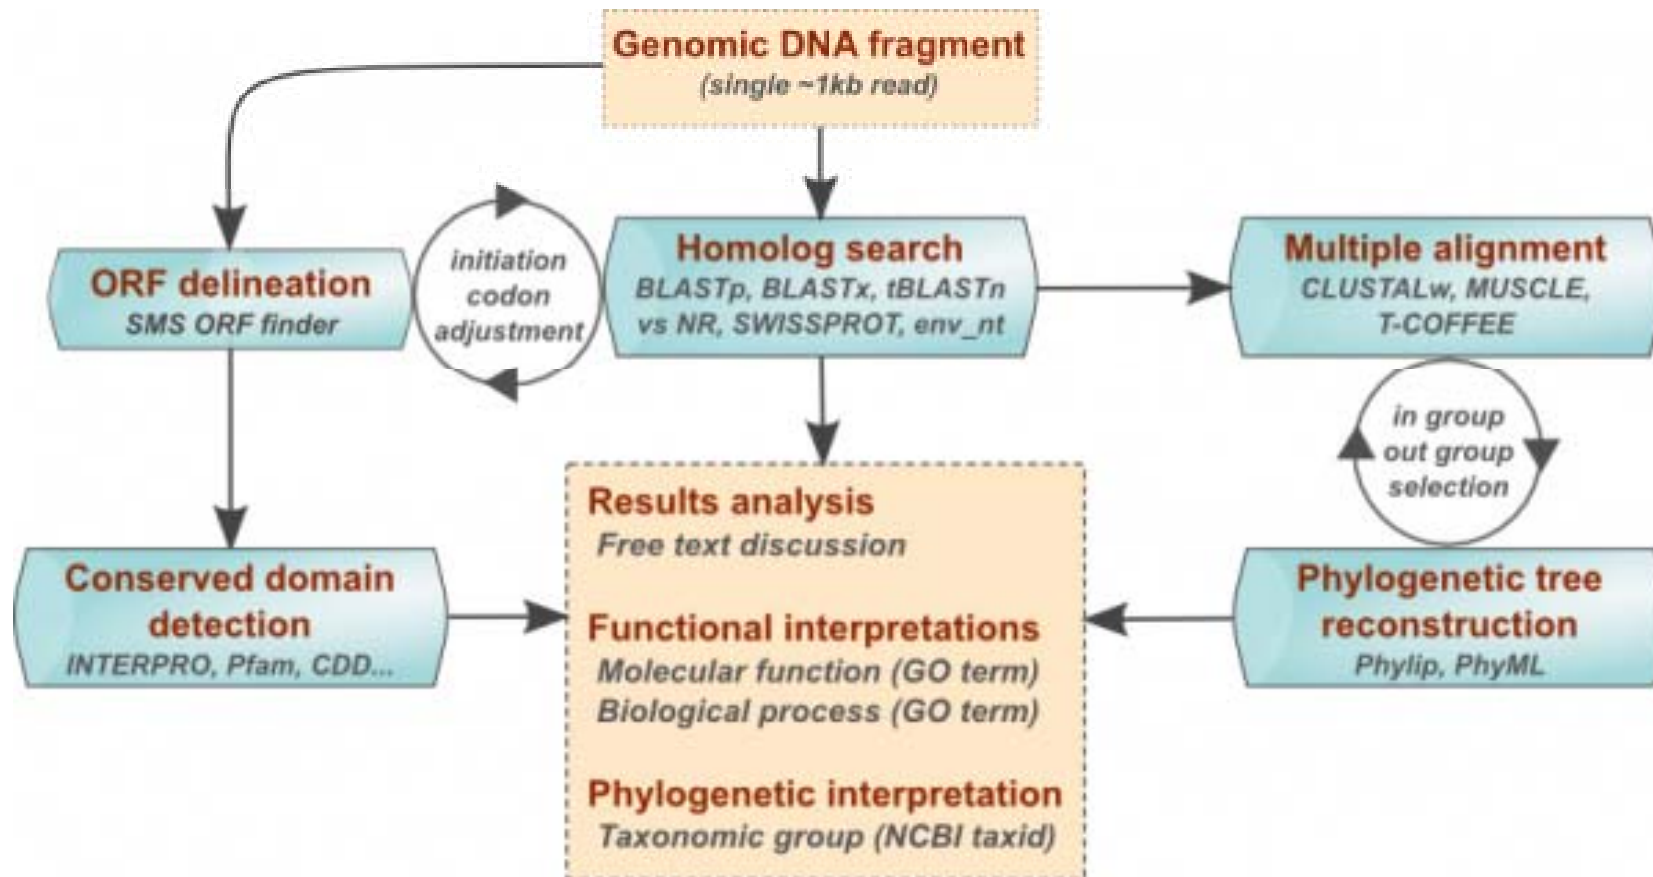 Genomic DNA fragment
(single ~1kb read)
ORF delineation
SMS ORF finder
initiation
codon
adjustment
Homolog search
BLASTp, BLASTx, tBLASTn
vs NR, SWISSPROT, env_nt
Multiple alignment
CLUSTALw, MUSCLE,
T-COFFEE
in group
out group
selection
Conserved domain
detection
INTERPRO, Pfam, CDD...
Results analysis
Free text discussion
Functional interpretations
Molecular function (GO term)
Biological process (GO term)
Phylogenetic interpretation
Taxonomic group (NCBI taxid)
Phylogenetic tree
reconstruction
Phylip, PhyML